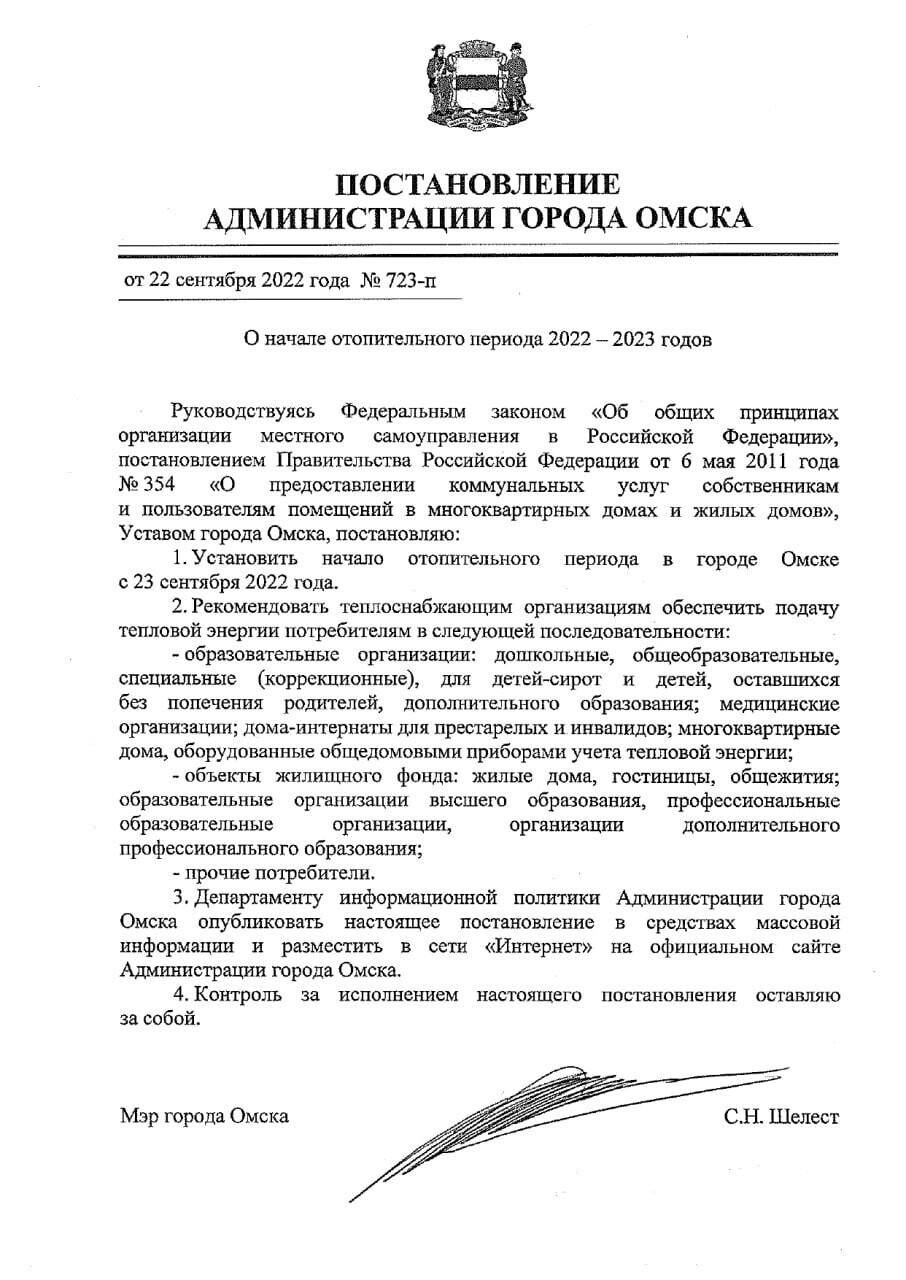 ПОСТАНОВЛЕНИЕ
АДМИНИСТРАЦИИ ГОРОДА ОМСКА
от 22 сентября 2022 года № 723-п
О начале отопительного периода 2022 – 2023 годов
Руководствуясь Федеральным законом «Об общих принципах
организации местного самоуправления в Российской Федерации»,
постановлением Правительства Российской Федерации от 6 мая 2011 года
№ 354 «О предоставлении коммунальных услуг собственникам
и пользователям помещений в многоквартирных домах и жилых домов»,
Уставом города Омска, постановляю:
1. Установить начало отопительного периода в городе Омске
с 23 сентября 2022 года.
2. Рекомендовать теплоснабжающим организациям обеспечить подачу
тепловой энергии потребителям в следующей последовательности:
- образовательные организации: дошкольные, общеобразовательные,
специальные (коррекционные), для детей-сирот и детей, оставшихся
без попечения родителей, дополнительного образования; медицинские
организации; дома-интернаты для престарелых и инвалидов; многоквартирные
дома, оборудованные общедомовыми приборами учета тепловой энергии;
- объекты жилищного фонда: жилые дома, гостиницы, общежития;
образовательные организации высшего образования, профессиональные
образовательные организации, организации дополнительного
профессионального образования;
- прочие потребители.
3. Департаменту информационной политики Администрации города
Омска опубликовать настоящее постановление в средствах массовой
информации и разместить в сети «Интернет» на официальном сайте
Администрации города Омска.
4. Контроль за исполнением настоящего постановления оставляю
за собой.
Мэр города Омска С.Н. Шелест